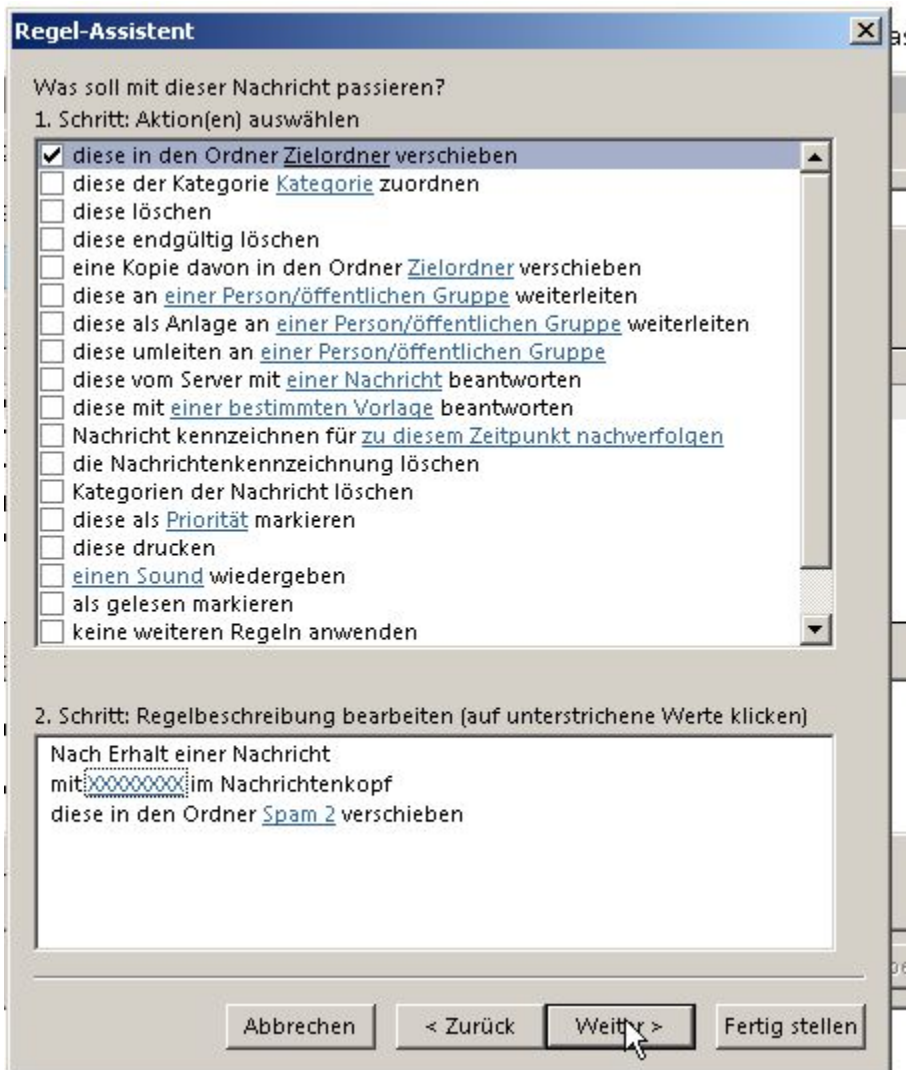 Regel-Assistent
Was soll mit dieser Nachricht passieren?
1. Schritt: Aktion(en) auswählen
diese in den Ordner Zielordner verschieben
diese der Kategorie Kategorie zuordnen
diese löschen
diese endgültig löschen
eine Kopie davon in den Ordner Zielordner verschieben
diese an einer Person/öffentlichen Gruppe weiterleiten
diese als Anlage an einer Person/öffentlichen Gruppe weiterleiten
diese umleiten an einer Person/öffentlichen Gruppe
diese vom Server mit einer Nachricht beantworten
diese mit einer bestimmten Vorlage beantworten
Nachricht kennzeichnen für zu diesem Zeitpunkt nachverfolgen
die Nachrichtenkennzeichnung löschen
Kategorien der Nachricht löschen
diese als Priorität markieren
diese drucken
einen Sound wiedergeben
als gelesen markieren
keine weiteren Regeln anwenden
2. Schritt: Regelbeschreibung bearbeiten (auf unterstrichene Werte klicken)
Nach Erhalt einer Nachricht
mit XXXXXXXX im Nachrichtenkopf
diese in den Ordner Spam 2 verschieben
Abbrechen < Zurück Weiter > Fertig stellen